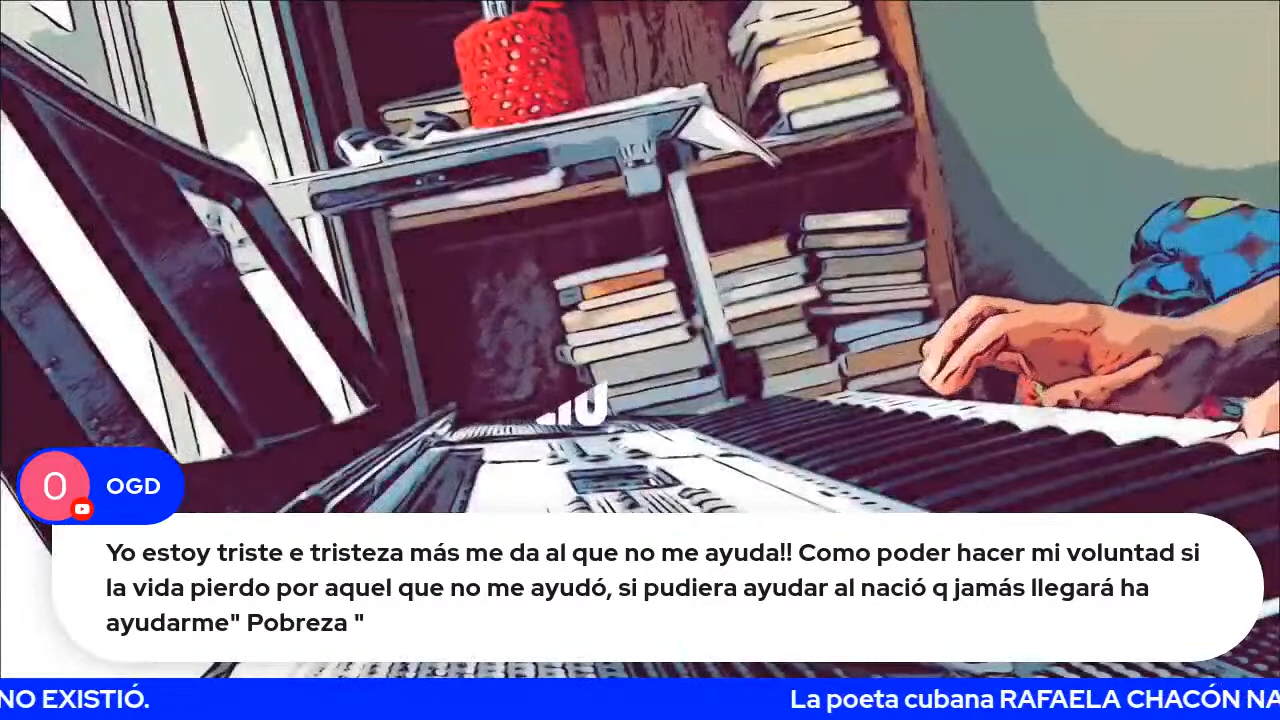 O
OGD
Yo estoy triste e tristeza más me da al que no me ayuda!! Como poder hacer mi voluntad si
la vida pierdo por aquel que no me ayudó, si pudiera ayudar al nació q jamás llegará ha
ayudarme" Pobreza "
NO EXISTIÓ. La poeta cubana RAFAELA CHACÓN NA